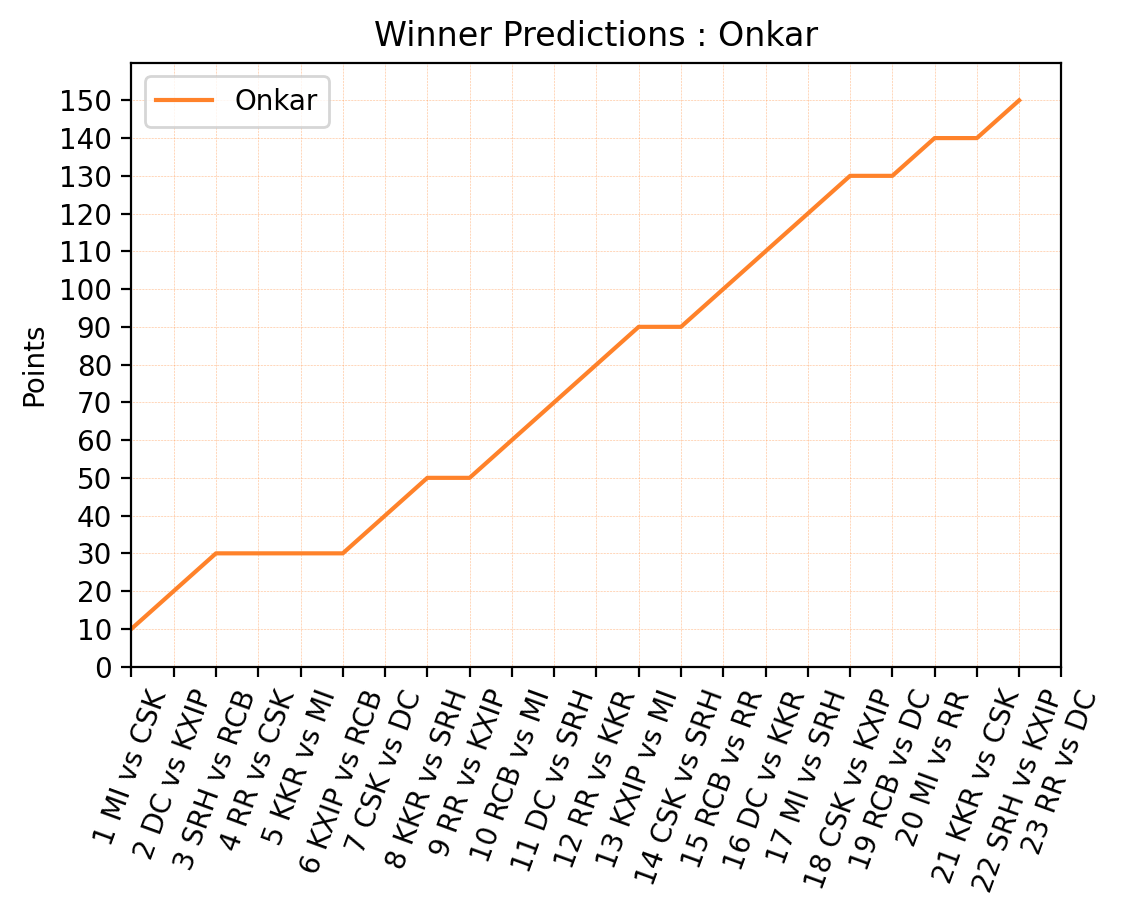 Winner Predictions : Onkar
Onkar
Points
150
140
130
120
110
100
90
80
70
60
50
40
30
20
10
0
1 MI vs CSK
2 DC vs KXIP
3 SRH vs RCB
4 RR vs CSK
5 KKR vs MI
6 KXIP vs RCB
7 CSK vs DC
8 KKR vs SRH
9 RR vs KXIP
10 RCB vs MI
11 DC vs SRH
12 RR vs KKR
13 KXIP vs MI
14 CSK vs SRH
15 RCB vs RR
16 DC vs KKR
17 MI vs SRH
18 CSK vs KXIP
19 RCB vs DC
20 MI vs RR
21 KKR vs CSK
22 SRH vs KXIP
23 RR vs DC